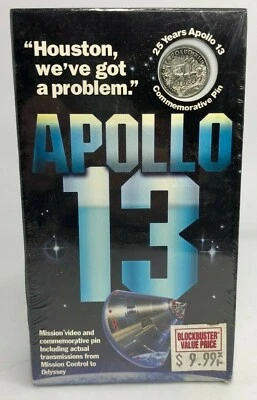 "Houston,
we've got
a problem."
25 Years Apollo 13
Commemorative Pin
APOLLO
13
Mission video and
commemorative pin
Including actual
transmissions from
Mission Control to
Odyssey
BLOCKBUSTER
VALUE PRICE
$ 9.99